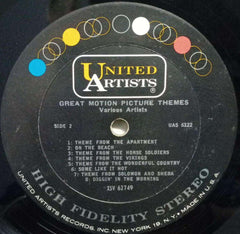 UNITED
ARTISTS®
GREAT MOTION PICTURE THEMES
Various Artists
SIDE 2
UAS 6122
1: THEME FROM THE APARTMENT
2: ON THE BEACH
3: THEME FROM THE HORSE SOLDIERS
4: THEME FROM THE VIKINGS
5: THEME FROM THE WONDERFUL COUNTRY
6: SOME LIKE IT HOT
7: THEME FROM SOLOMON AND SHEBA
8: DIGGIN' IN THE MORNING
XSV 62749
HIGH FIDELITY STEREO
UNITED ARTISTS RECORDS, INC. NEW YORK 19, N.Y. • MADE IN U.S.A.